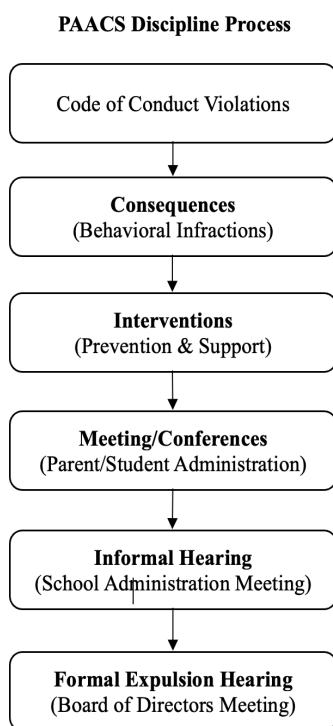 PAACS Discipline Process
Code of Conduct Violations
Consequences
(Behavioral Infractions)
Interventions
(Prevention & Support)
Meeting/Conferences
(Parent/Student Administration)
Informal Hearing
(School Administration Meeting)
Formal Expulsion Hearing
(Board of Directors Meeting)